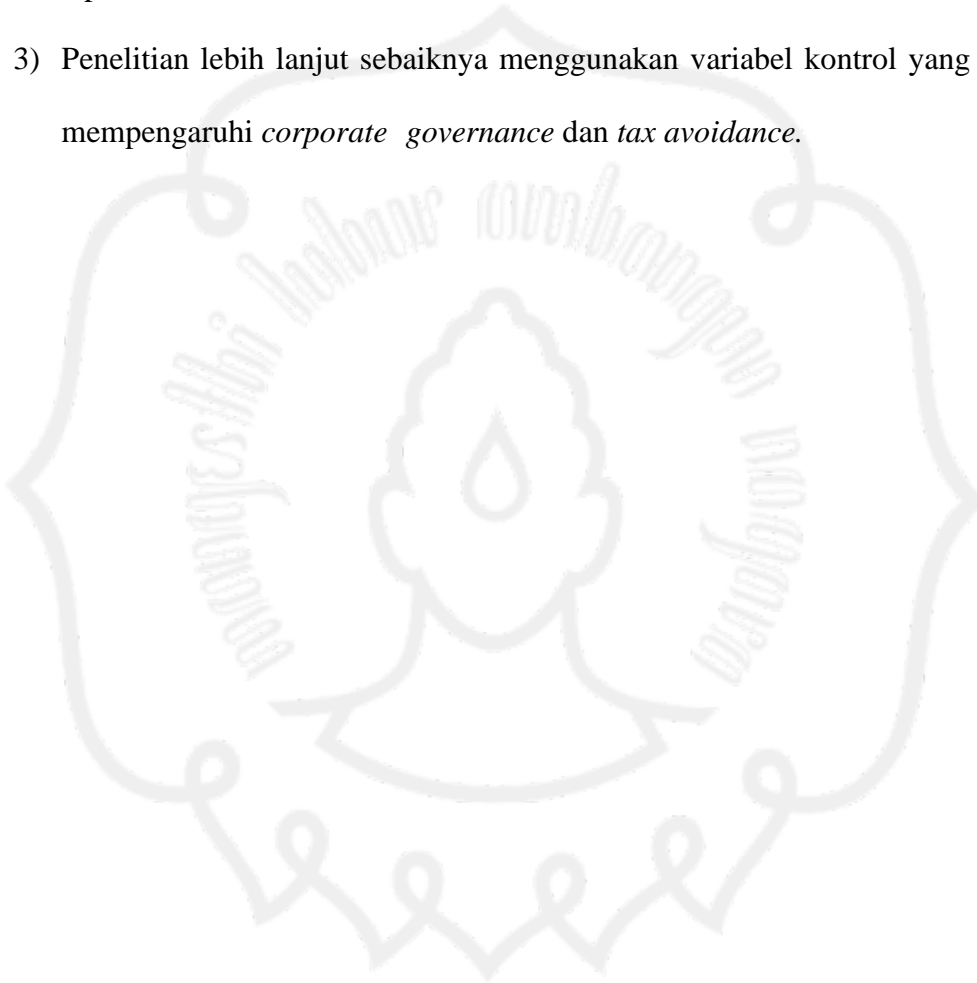 3) Penelitian lebih lanjut sebaiknya menggunakan variabel kontrol yang
mempengaruhi corporate governance dan tax avoidance.